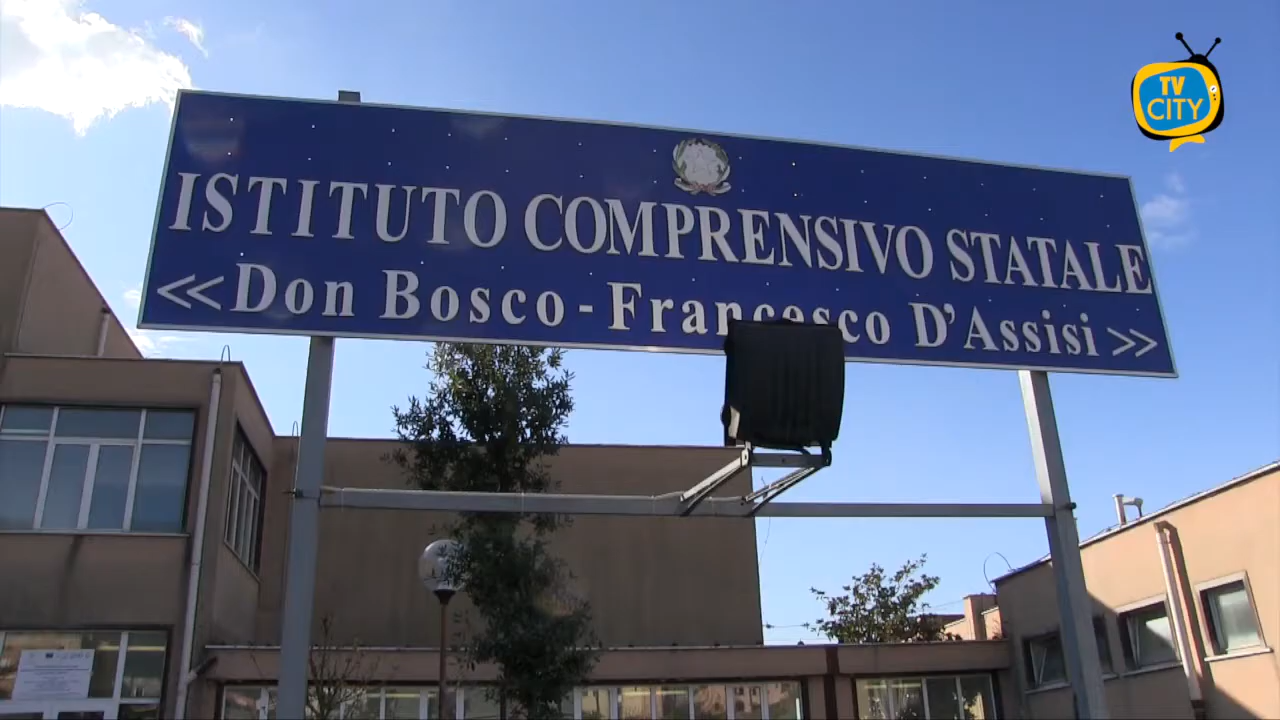 TV
CITY
ISTITUTO COMPRENSIVO STATALE
<<Don Bosco - Francesco D'Assisi >>